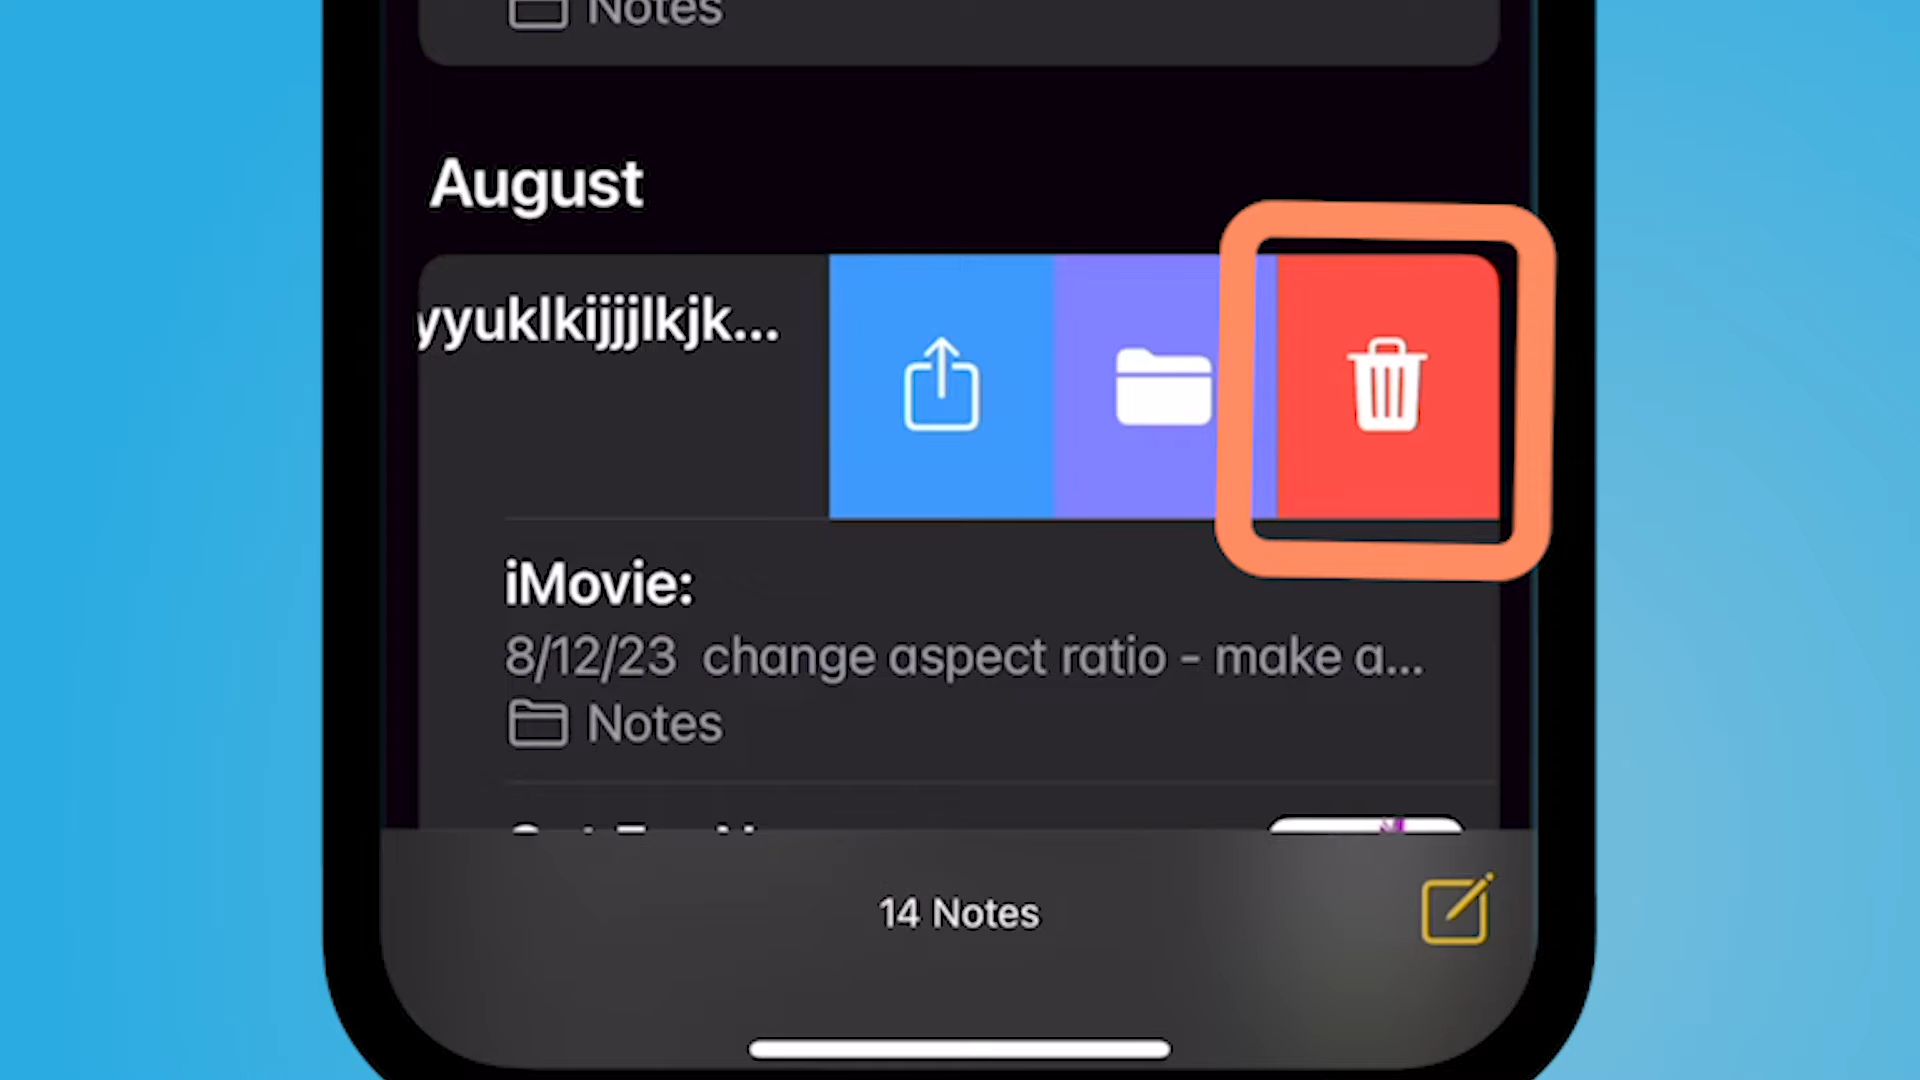 Notes
August
yyuklkijjjlkjk...
iMovie:
8/12/23 change aspect ratio - make a...
Notes
14 Notes